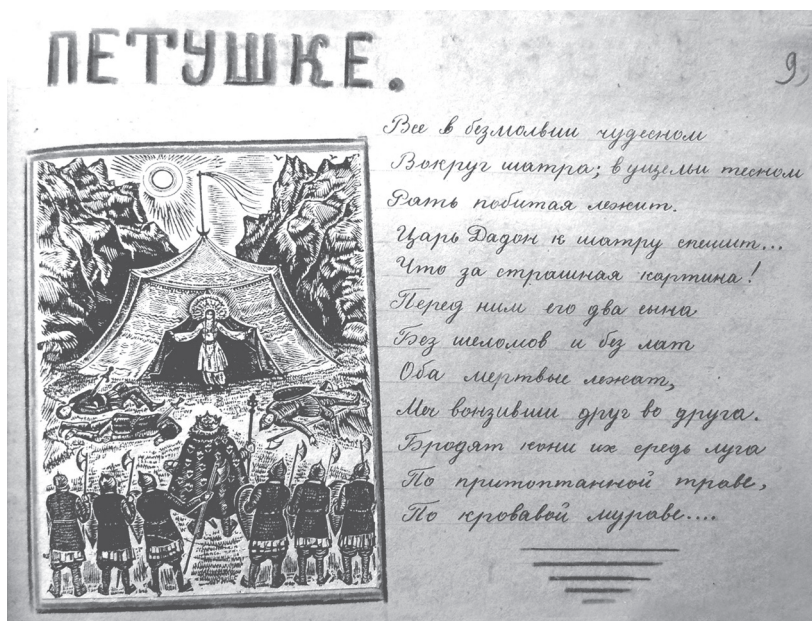 ПЕТУШКЕ.
9
Все в безмолвии чудесном
Вокруг шатра; в ущельи тесном
Рать побитая лежит.
Царь Дадон к шатру спешит...
Что за страшная картина!
Перед ним его два сына
Без шеломов и без лат
Оба мертвые лежат,
Меч вонзивши друг во друга.
Бродят кони их средь луга
По притоптанной траве,
По кровавой мураве....